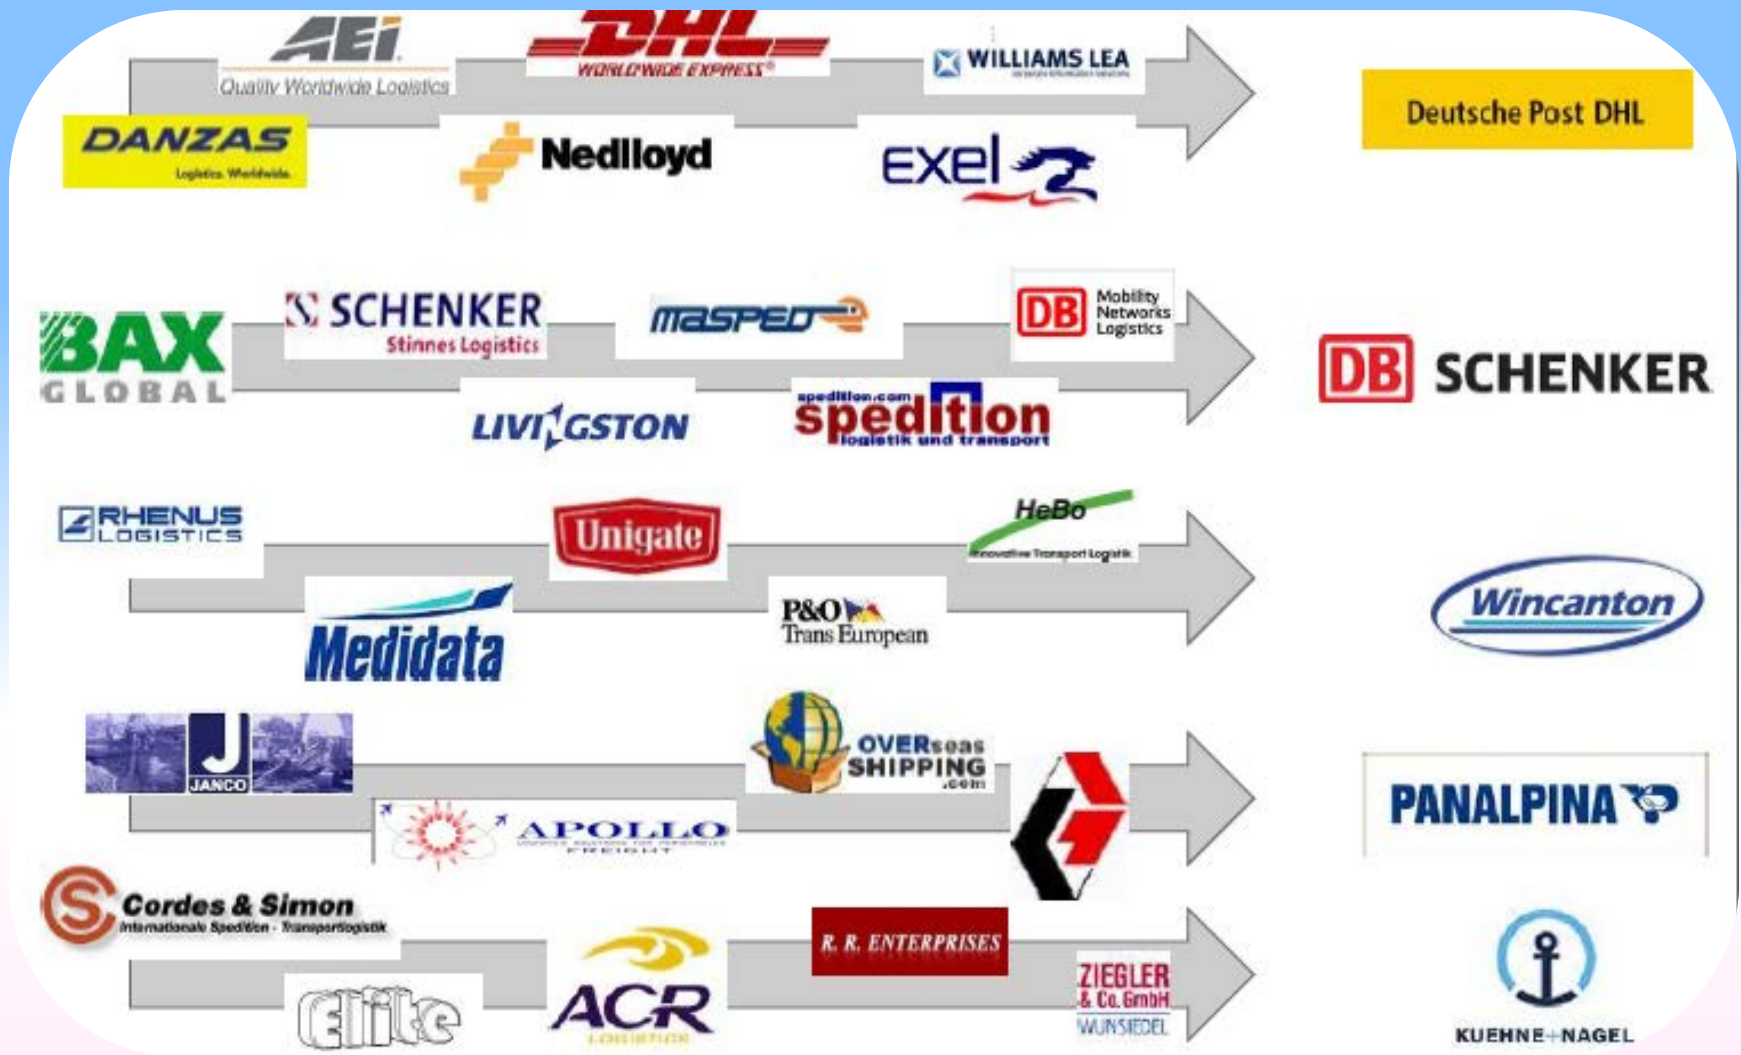 AEi
Quality Worldwide Logistics
DHL
WORLDWIDE EXPRESS®
WILLIAMS LEA
DANZAS
Logistics. Worldwide.
Nedlloyd
EXEL
Deutsche Post DHL
BAX
GLOBAL
SCHENKER
Stinnes Logistics
MASPED
DB
Mobility
Networks
Logistics
LIVINGSTON
spedition.com
spedition
logistik und transport
DB SCHENKER
RHENUS
LOGISTICS
Unigate
HeBo
Innovative Transport Logistik
Medidata
P&O
Trans European
Wincanton
J
JANCO
OVERseas
SHIPPING
.com
APOLLO
FREIGHT
PANALPINA
Cordes & Simon
Internationale Spedition - Transportlogistik
Elite
ACR
LOGISTICS
R. R. ENTERPRISES
ZIEGLER
& Co. GmbH
WUNSIEDEL
KUEHNE+NAGEL